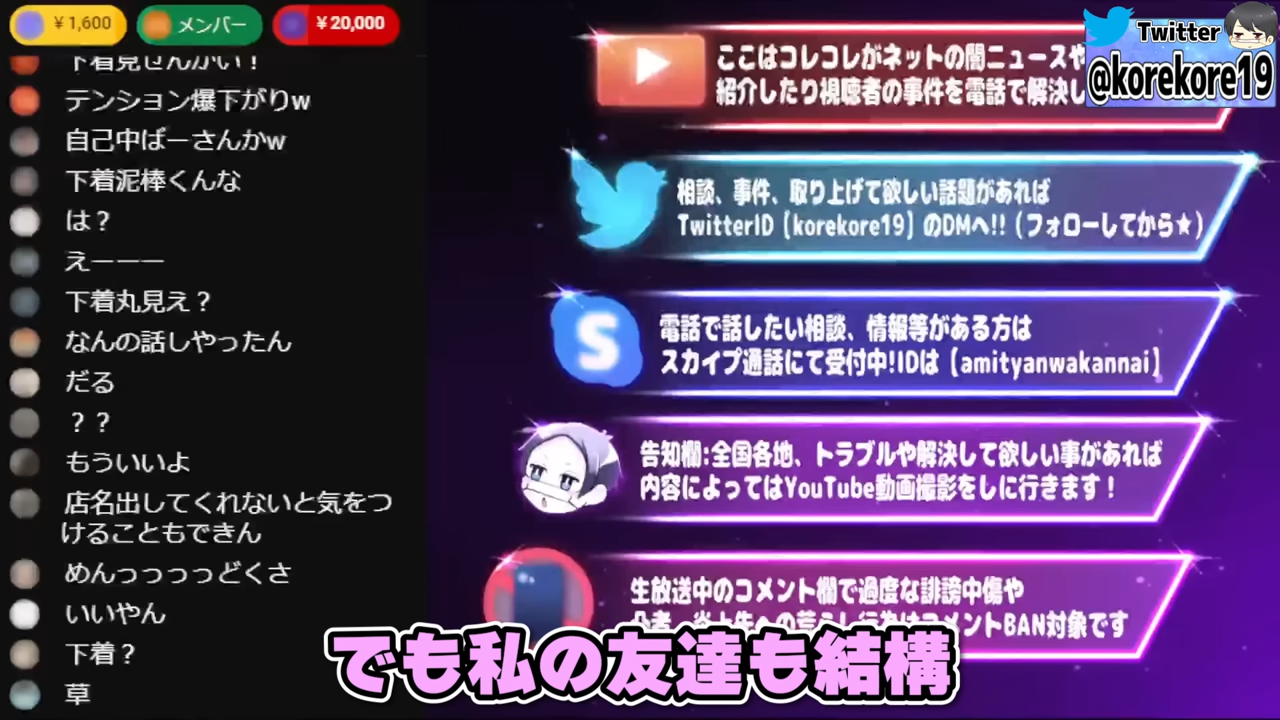 ¥1,600
メンバー
¥20,000
下着見せんかい！
テンション爆下がりw
自己中ばーさんかw
下着泥棒くんな
は？
えーーー
下着丸見え？
なんの話しやったん
だる
？？
もういいよ
店名出してくれないと気をつ
けることもできん
めんっっっっどくさ
いいやん
下着？
草
Twitter
@korekore19
ここはコレコレがネットの闇ニュースや
紹介したり視聴者の事件を電話で解決し
相談、事件、取り上げて欲しい話題があれば
TwitterID【korekore19】のDMへ!!（フォローしてから★）
電話で話したい相談、情報等がある方は
スカイプ通話にて受付中!IDは【amityanwakannai】
告知欄:全国各地、トラブルや解決して欲しい事があれば
内容によってはYouTube動画撮影をしに行きます！
生放送中のコメント欄で過度な誹謗中傷や
コメントBAN対象です
でも私の友達も結構